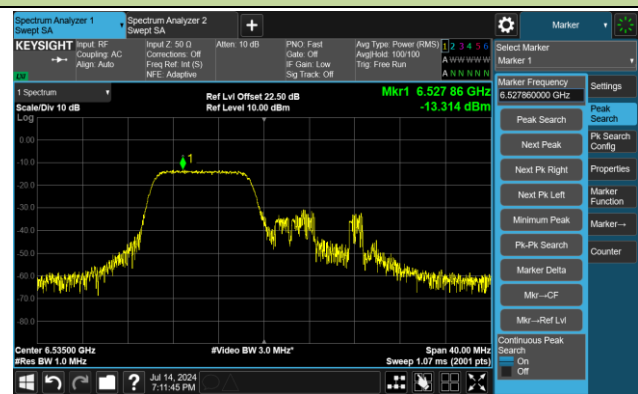 Spectrum Analyzer 1
Swept SA
Spectrum Analyzer 2
Swept SA
+
Marker
KEYSIGHT
Input: RF
Coupling: AC
Align: Auto
Input Z: 50 Ω
Corrections: Off
Freq Ref: Int (S)
NFE: Adaptive
Atten: 10 dB
PNO: Fast
Gate: Off
IF Gain: Low
Sig Track: Off
Avg Type: Power (RMS)
Avg|Hold: 100/100
Trig: Free Run
1 2 3 4 5 6
A W W W W W
A N N N N N
LXI
Select Marker
Marker 1
1 Spectrum
Scale/Div 10 dB
Ref Lvl Offset 22.50 dB
Ref Level 10.00 dBm
Mkr1 6.527 86 GHz
-13.314 dBm
Log
0.00
-10.0
-20.0
-30.0
-40.0
-50.0
-60.0
-70.0
-80.0
1
Center 6.53500 GHz
#Res BW 1.0 MHz
#Video BW 3.0 MHz*
Span 40.00 MHz
Sweep 1.07 ms (2001 pts)
Marker Frequency
6.527860000 GHz
Peak Search
Next Peak
Next Pk Right
Next Pk Left
Minimum Peak
Pk-Pk Search
Marker Delta
Mkr→CF
Mkr→Ref Lvl
Continuous Peak
Search
On
Off
Settings
Peak
Search
Pk Search
Config
Properties
Marker
Function
Marker→
Counter
?
Jul 14, 2024
7:11:45 PM